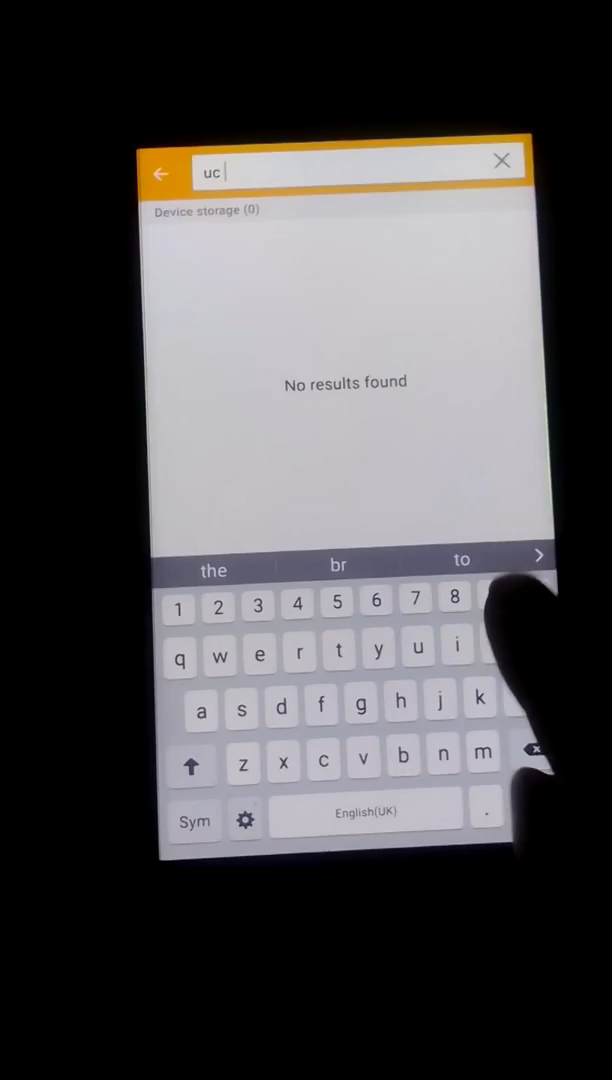 uc
Device storage (0)
No results found
the br to
1 2 3 4 5 6 7 8
q w e r t y u i
a s d f g h j k
z x c v b n m
Sym English(UK) .